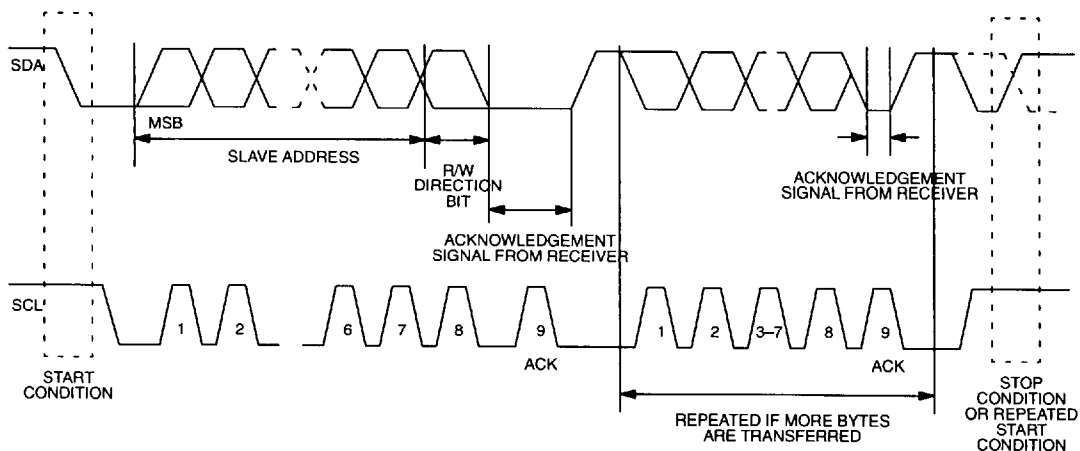 SDA
MSB
SLAVE ADDRESS
R/W
DIRECTION
BIT
ACKNOWLEDGEMENT
SIGNAL FROM RECEIVER
ACKNOWLEDGEMENT
SIGNAL FROM RECEIVER
SCL
1
2
6
7
8
9
1
2
3–7
8
9
ACK
ACK
START
CONDITION
REPEATED IF MORE BYTES
ARE TRANSFERRED
STOP
CONDITION
OR REPEATED
START
CONDITION